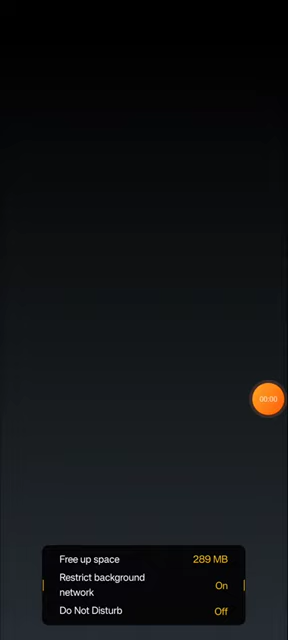 00:00
Free up space 289 MB
Restrict background
network On
Do Not Disturb Off